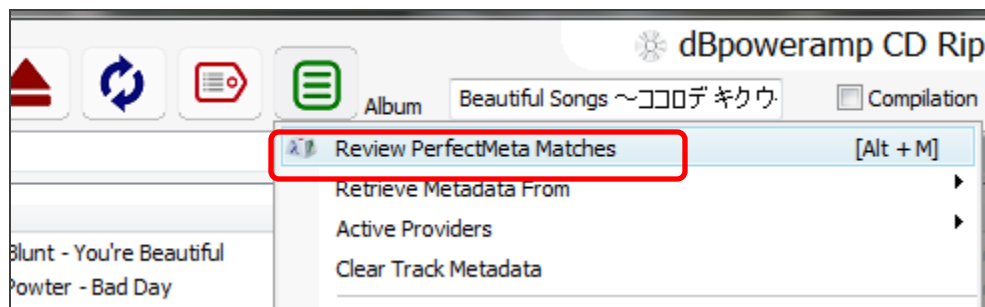 dBpoweramp CD Rip
Album Beautiful Songs ～ココロデ キク ウ Compilation
Review PerfectMeta Matches [Alt + M]
Retrieve Metadata From
Active Providers
Clear Track Metadata
Blunt - You're Beautiful
Powter - Bad Day